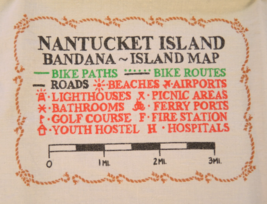 NANTUCKET ISLAND
BANDANA ~ ISLAND MAP
BIKE PATHS BIKE ROUTES
ROADS BEACHES AIRPORTS
LIGHTHOUSES X · PICNIC AREAS
BATHROOMS FERRY PORTS
GOLF COURSE F · FIRE STATION
YOUTH HOSTEL H · HOSPITALS
0 1Mi. 2Mi. 3Mi.